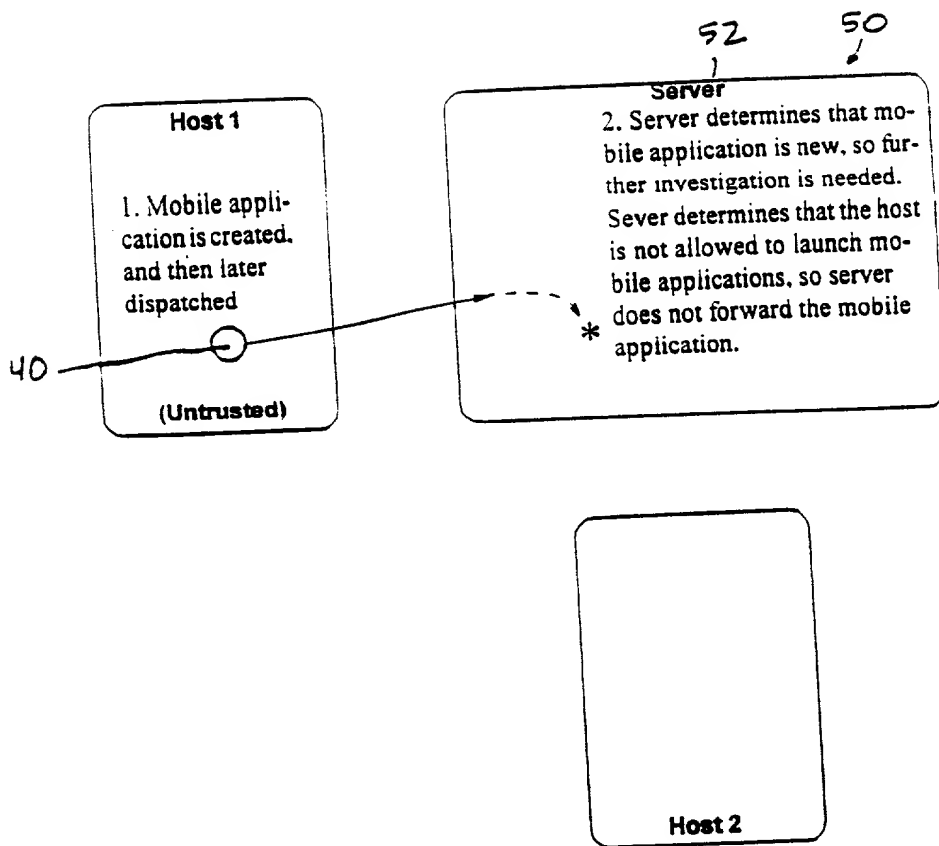 52
50
Host 1
1. Mobile appli-
cation is created.
and then later
dispatched
40
(Untrusted)
Server
2. Server determines that mo-
bile application is new, so fur-
ther investigation is needed.
Sever determines that the host
is not allowed to launch mo-
bile applications, so server
does not forward the mobile
application.
*
Host 2